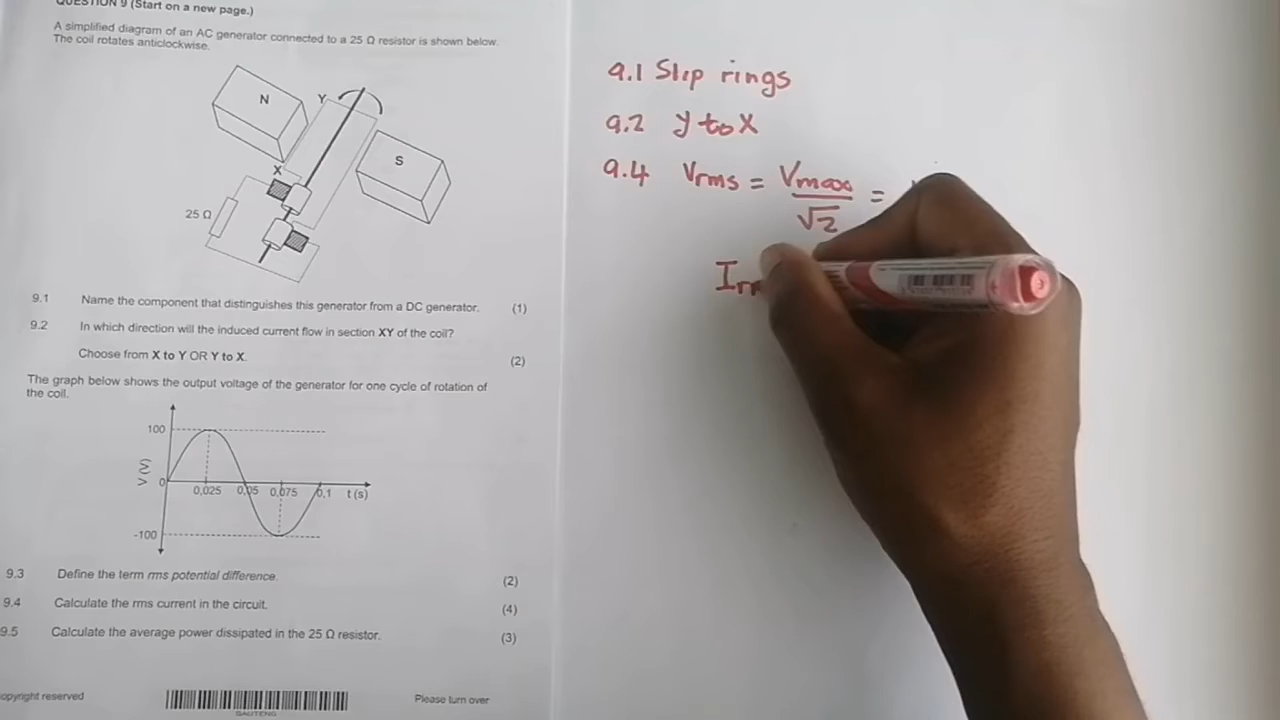 QUESTION 9 (Start on a new page.)
A simplified diagram of an AC generator connected to a 25 Ω resistor is shown below.
The coil rotates anticlockwise.
N
Y
S
X
25 Ω
9.1 Name the component that distinguishes this generator from a DC generator. (1)
9.2 In which direction will the induced current flow in section XY of the coil?
Choose from X to Y OR Y to X. (2)
The graph below shows the output voltage of the generator for one cycle of rotation of
the coil.
100
V (V)
0
0,025 0,05 0,075 0,1 t (s)
-100
9.3 Define the term rms potential difference. (2)
9.4 Calculate the rms current in the circuit. (4)
9.5 Calculate the average power dissipated in the 25 Ω resistor. (3)
opyright reserved
GAUTENG
Please turn over
9.1 Slip rings
9.2 Y to X
9.4 Vrms = Vmax/√2 =